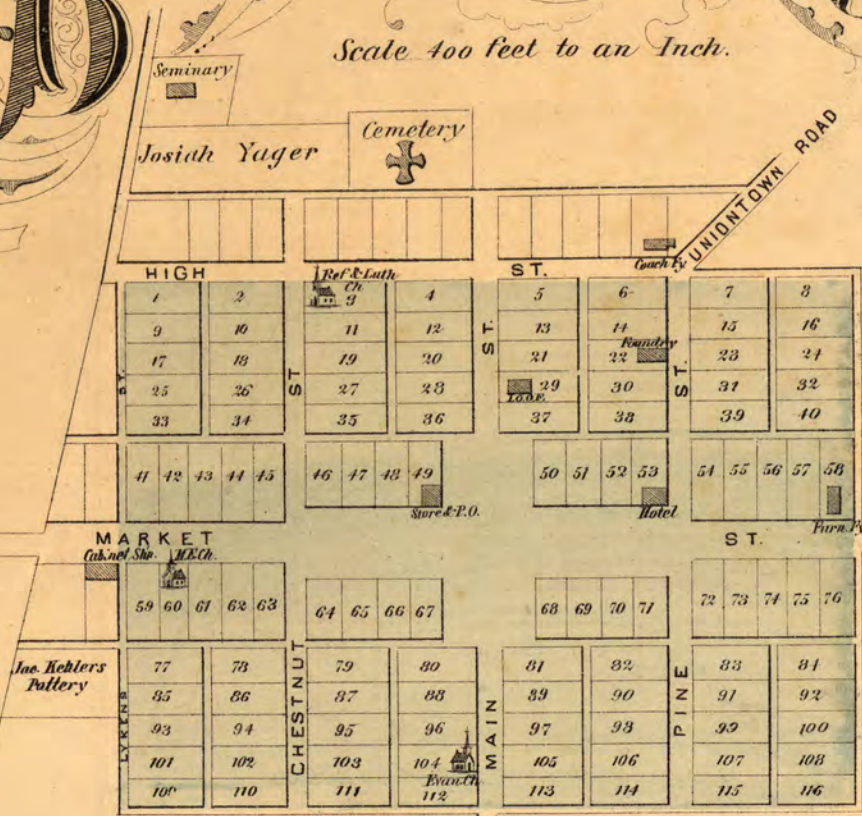 Scale 400 feet to an Inch.
Seminary
Josiah Yager
Cemetery
UNIONTOWN ROAD
HIGH ST.
Coach Fy
Ref & Luth
Ch
1 2 3 4 5 6 7 8
9 10 11 12 13 14 15 16
Foundry
17 18 19 20 21 22 23 24
25 26 27 28 29 30 31 32
I.O.O.F.
33 34 35 36 37 38 39 40
ST.
ST
ST.
ST.
41 42 43 44 45 46 47 48 49 50 51 52 53 54 55 56 57 58
Store & P.O.
Hotel
Furn. Fy
MARKET ST.
Cabinet Shp.
M.E.Ch.
59 60 61 62 63 64 65 66 67 68 69 70 71 72 73 74 75 76
Jac. Kehlers
Pottery
77 78 79 80 81 82 83 84
85 86 87 88 89 90 91 92
93 94 95 96 97 98 99 100
101 102 103 104 105 106 107 108
Evan. Ch
109 110 111 112 113 114 115 116
LYKENS
CHESTNUT
MAIN
PINE